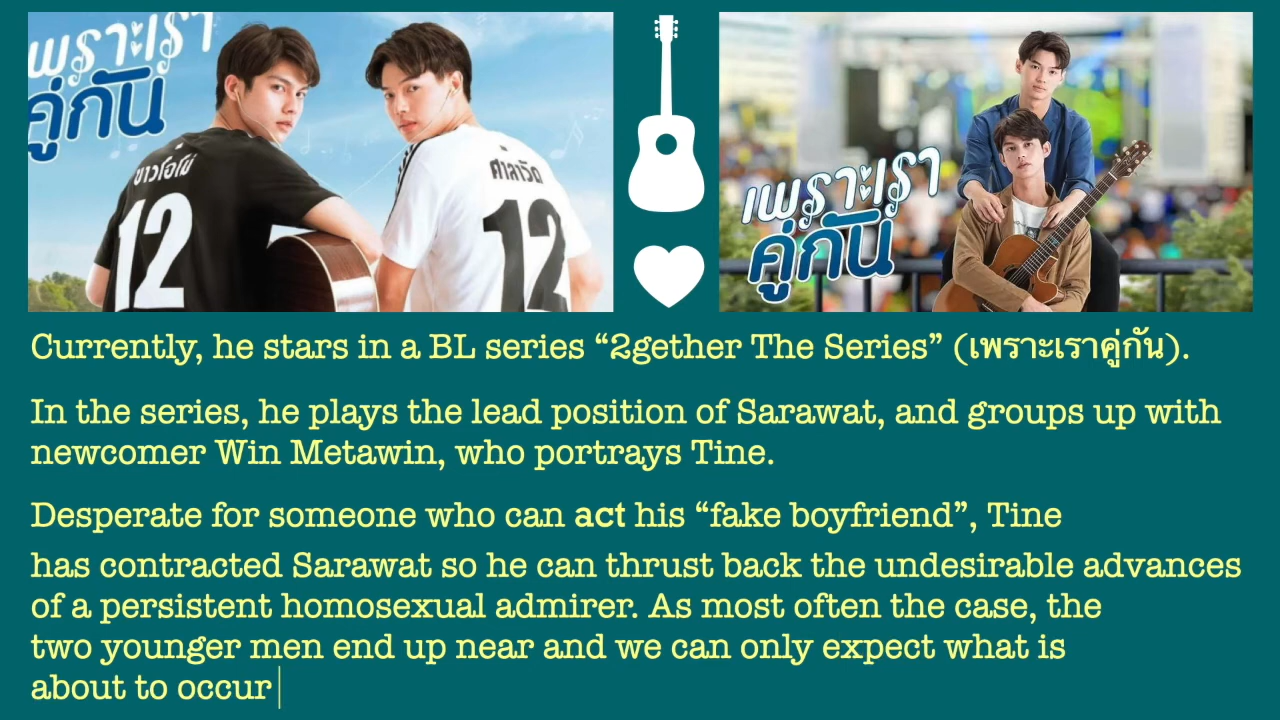 เพราะเรา
คู่กัน
ขาวโอโม่
12
ศาลาวัด
12
เพราะเรา
คู่กัน
Currently, he stars in a BL series “2gether The Series” (เพราะเราคู่กัน).
In the series, he plays the lead position of Sarawat, and groups up with
newcomer Win Metawin, who portrays Tine.
Desperate for someone who can act his “fake boyfriend”, Tine
has contracted Sarawat so he can thrust back the undesirable advances
of a persistent homosexual admirer. As most often the case, the
two younger men end up near and we can only expect what is
about to occur